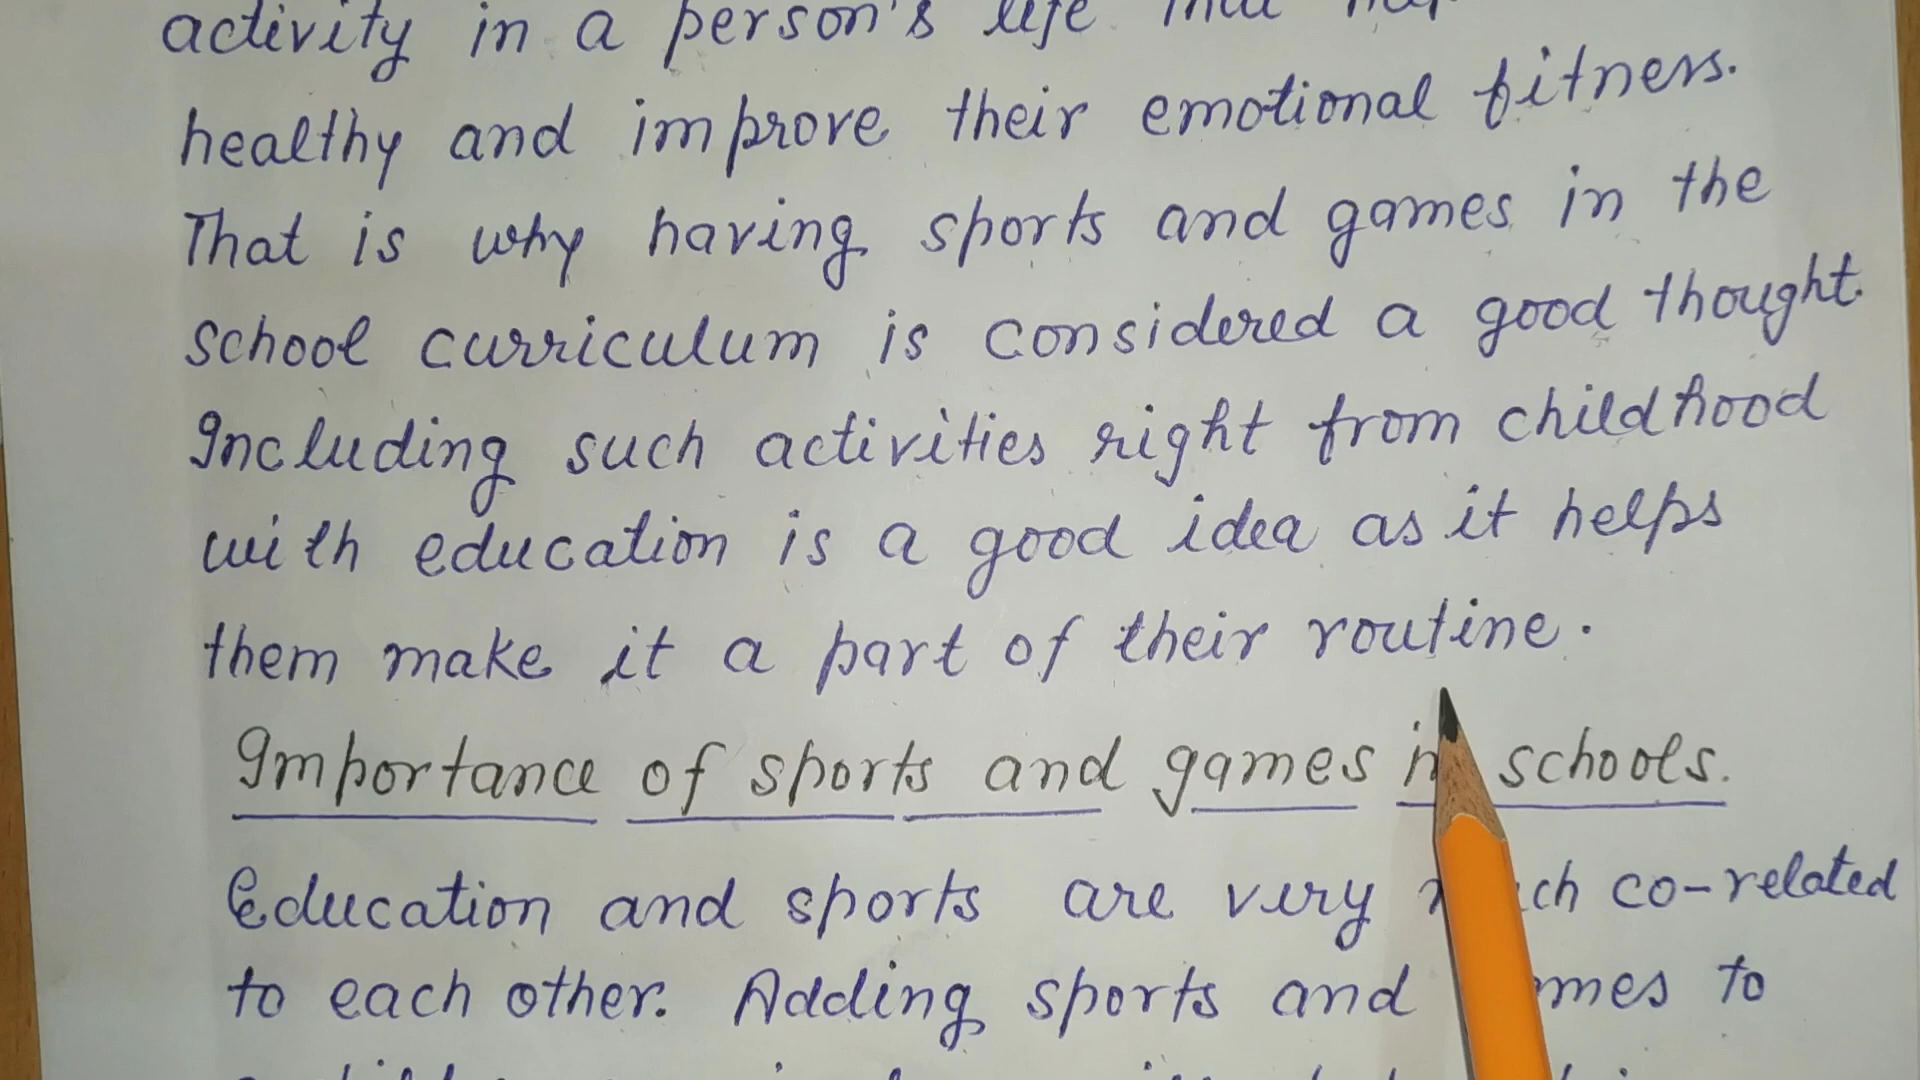 activity in a person's life that
healthy and improve their emotional fitness.
That is why having sports and games in the
school curriculum is considered a good thought.
Including such activities right from childhood
with education is a good idea as it helps
them make it a part of their routine.
Importance of sports and games in schools.
Education and sports are very co-related
to each other. Adding sports and to